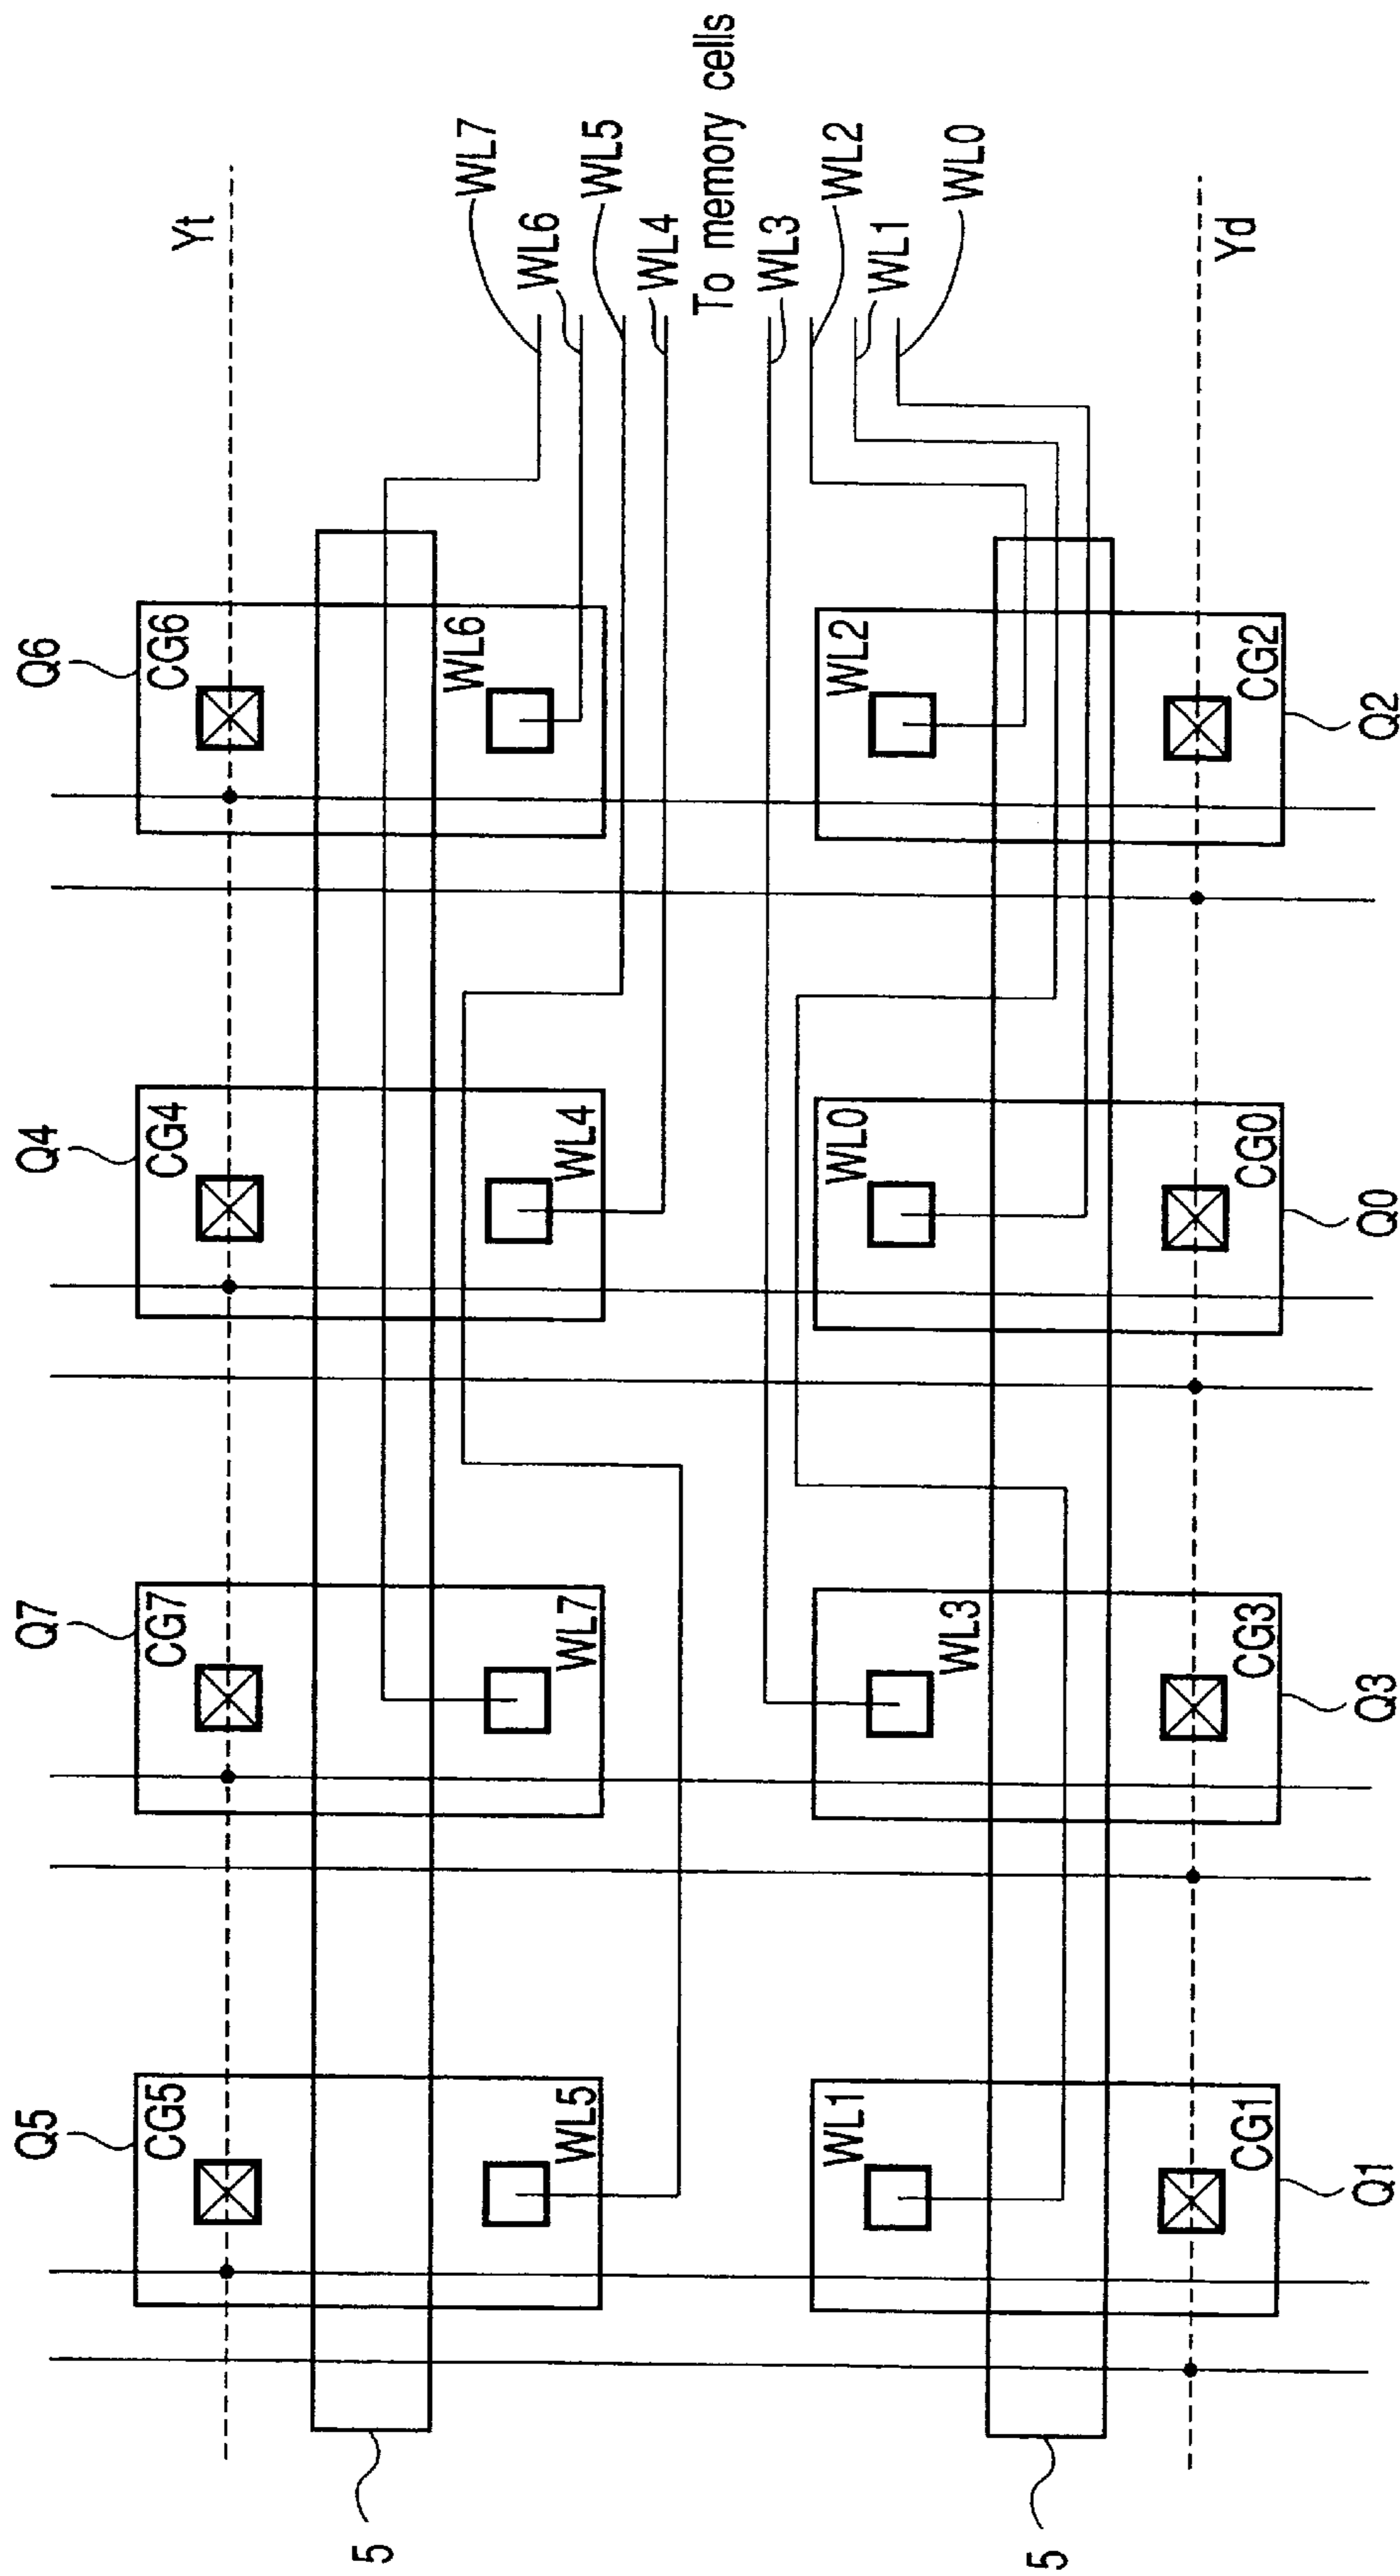 Q5
Q7
Q4
Q6
Yt
CG5
CG7
CG4
CG6
WL5
WL7
WL4
WL6
WL7
WL6
WL5
WL4
To memory cells
WL3
WL2
WL1
WL0
WL1
WL3
WL0
WL2
CG1
CG3
CG0
CG2
Yd
Q1
Q3
Q0
Q2
5
5